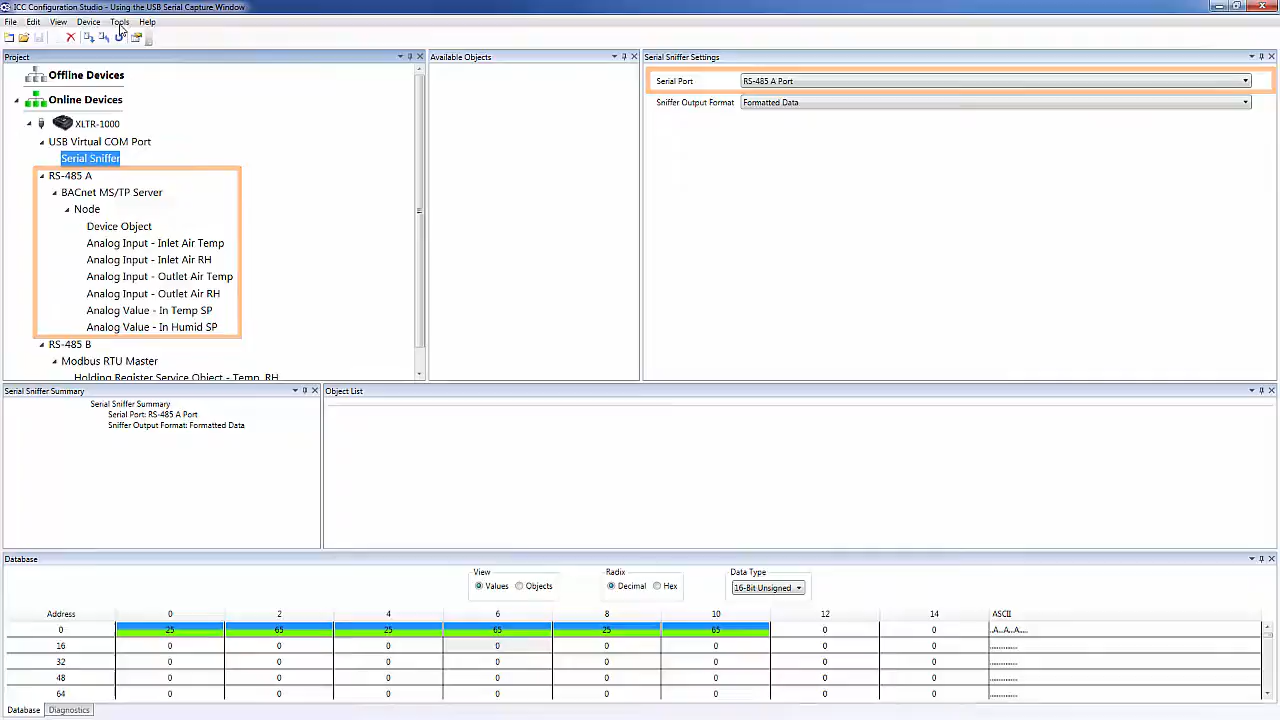 ICC Configuration Studio - Using the USB Serial Capture Window
File Edit View Device Tools Help
Project
Offline Devices
Online Devices
XLTR-1000
USB Virtual COM Port
Serial Sniffer
RS-485 A
BACnet MS/TP Server
Node
Device Object
Analog Input - Inlet Air Temp
Analog Input - Inlet Air RH
Analog Input - Outlet Air Temp
Analog Input - Outlet Air RH
Analog Value - In Temp SP
Analog Value - In Humid SP
RS-485 B
Modbus RTU Master
Holding Register Service Object - Temp, RH
Available Objects
Serial Sniffer Settings
Serial Port RS-485 A Port
Sniffer Output Format Formatted Data
Serial Sniffer Summary
Serial Sniffer Summary
Serial Port: RS-485 A Port
Sniffer Output Format: Formatted Data
Object List
Database
View Radix Data Type
Values Objects Decimal Hex 16-Bit Unsigned
Address 0 2 4 6 8 10 12 14 ASCII
0 25 65 25 65 25 65 0 0 .A..A..A....
16 0 0 0 0 0 0 0 0 ............
32 0 0 0 0 0 0 0 0 ............
48 0 0 0 0 0 0 0 0 ............
64 0 0 0 0 0 0 0 0 ............
Database Diagnostics